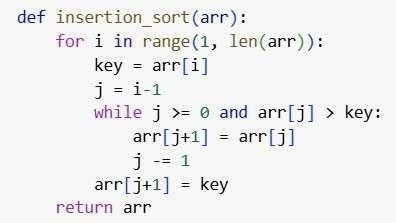 def insertion_sort(arr):
    for i in range(1, len(arr)):
        key = arr[i]
        j = i-1
        while j >= 0 and arr[j] > key:
            arr[j+1] = arr[j]
            j -= 1
        arr[j+1] = key
    return arr